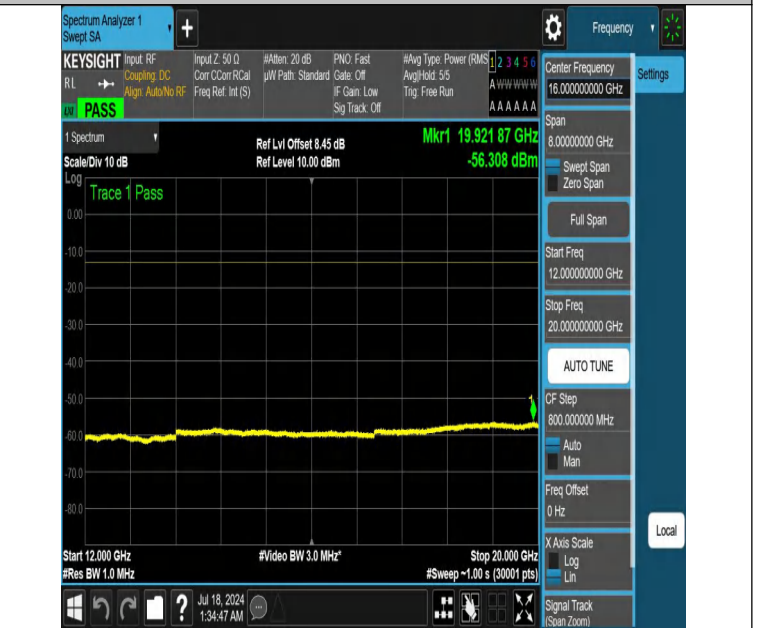 Spectrum Analyzer 1
Swept SA
+
Frequency
KEYSIGHT
RL
PASS
Input: RF
Coupling: DC
Align: Auto/No RF
Input Z: 50 Ω
Corr CCorr RCal
Freq Ref: Int (S)
#Atten: 20 dB
µW Path: Standard
PNO: Fast
Gate: Off
IF Gain: Low
Sig Track: Off
#Avg Type: Power (RMS
Avg|Hold: 5/5
Trig: Free Run
1 2 3 4 5 6
A W W W W W
A A A A A A
1 Spectrum
Scale/Div 10 dB
Ref Lvl Offset 8.45 dB
Ref Level 10.00 dBm
Mkr1 19.921 87 GHz
-56.308 dBm
Log
Trace 1 Pass
0.00
-10.0
-20.0
-30.0
-40.0
-50.0
-60.0
-70.0
-80.0
1
Start 12.000 GHz
#Res BW 1.0 MHz
#Video BW 3.0 MHz*
Stop 20.000 GHz
#Sweep ~1.00 s (30001 pts)
Jul 18, 2024
1:34:47 AM
?
Center Frequency
16.000000000 GHz
Settings
Span
8.00000000 GHz
Swept Span
Zero Span
Full Span
Start Freq
12.000000000 GHz
Stop Freq
20.000000000 GHz
AUTO TUNE
CF Step
800.000000 MHz
Auto
Man
Freq Offset
0 Hz
X Axis Scale
Log
Lin
Local
Signal Track
(Span Zoom)